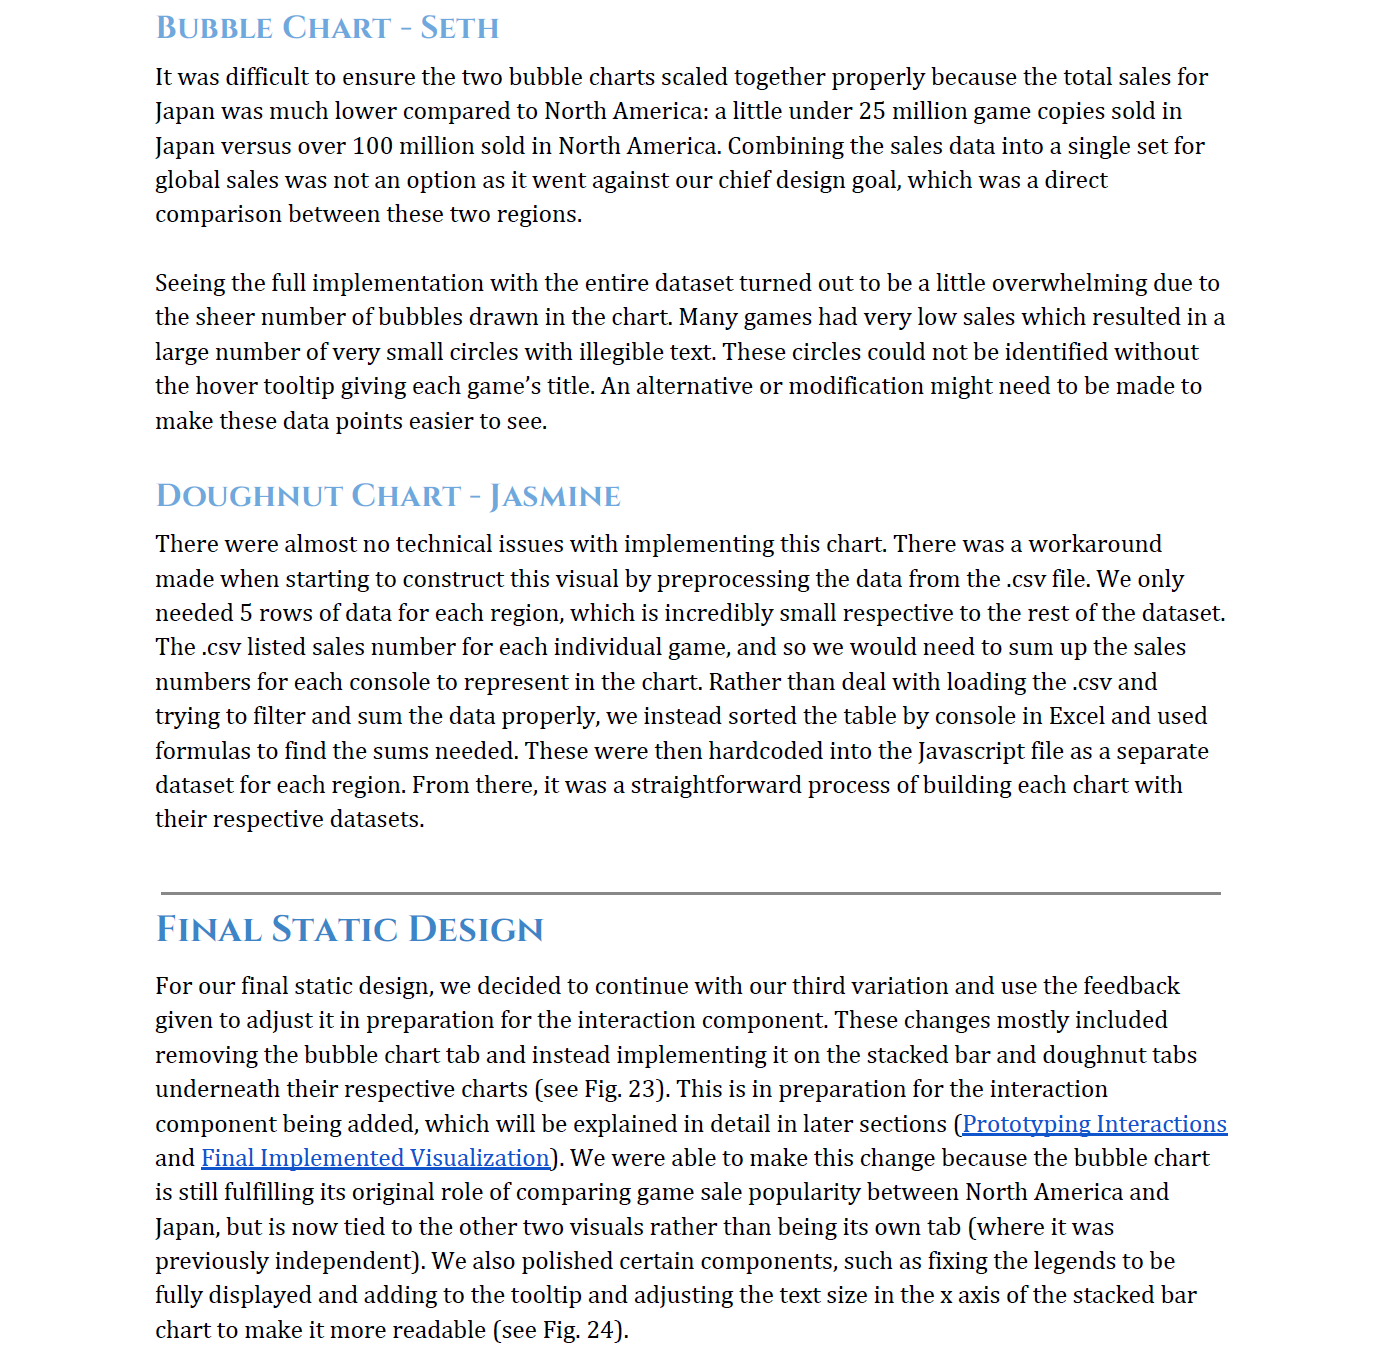 Bubble Chart - Seth
It was difficult to ensure the two bubble charts scaled together properly because the total sales for
Japan was much lower compared to North America: a little under 25 million game copies sold in
Japan versus over 100 million sold in North America. Combining the sales data into a single set for
global sales was not an option as it went against our chief design goal, which was a direct
comparison between these two regions.
Seeing the full implementation with the entire dataset turned out to be a little overwhelming due to
the sheer number of bubbles drawn in the chart. Many games had very low sales which resulted in a
large number of very small circles with illegible text. These circles could not be identified without
the hover tooltip giving each game’s title. An alternative or modification might need to be made to
make these data points easier to see.
Doughnut Chart - Jasmine
There were almost no technical issues with implementing this chart. There was a workaround
made when starting to construct this visual by preprocessing the data from the .csv file. We only
needed 5 rows of data for each region, which is incredibly small respective to the rest of the dataset.
The .csv listed sales number for each individual game, and so we would need to sum up the sales
numbers for each console to represent in the chart. Rather than deal with loading the .csv and
trying to filter and sum the data properly, we instead sorted the table by console in Excel and used
formulas to find the sums needed. These were then hardcoded into the Javascript file as a separate
dataset for each region. From there, it was a straightforward process of building each chart with
their respective datasets.
Final Static Design
For our final static design, we decided to continue with our third variation and use the feedback
given to adjust it in preparation for the interaction component. These changes mostly included
removing the bubble chart tab and instead implementing it on the stacked bar and doughnut tabs
underneath their respective charts (see Fig. 23). This is in preparation for the interaction
component being added, which will be explained in detail in later sections (Prototyping Interactions
and Final Implemented Visualization). We were able to make this change because the bubble chart
is still fulfilling its original role of comparing game sale popularity between North America and
Japan, but is now tied to the other two visuals rather than being its own tab (where it was
previously independent). We also polished certain components, such as fixing the legends to be
fully displayed and adding to the tooltip and adjusting the text size in the x axis of the stacked bar
chart to make it more readable (see Fig. 24).